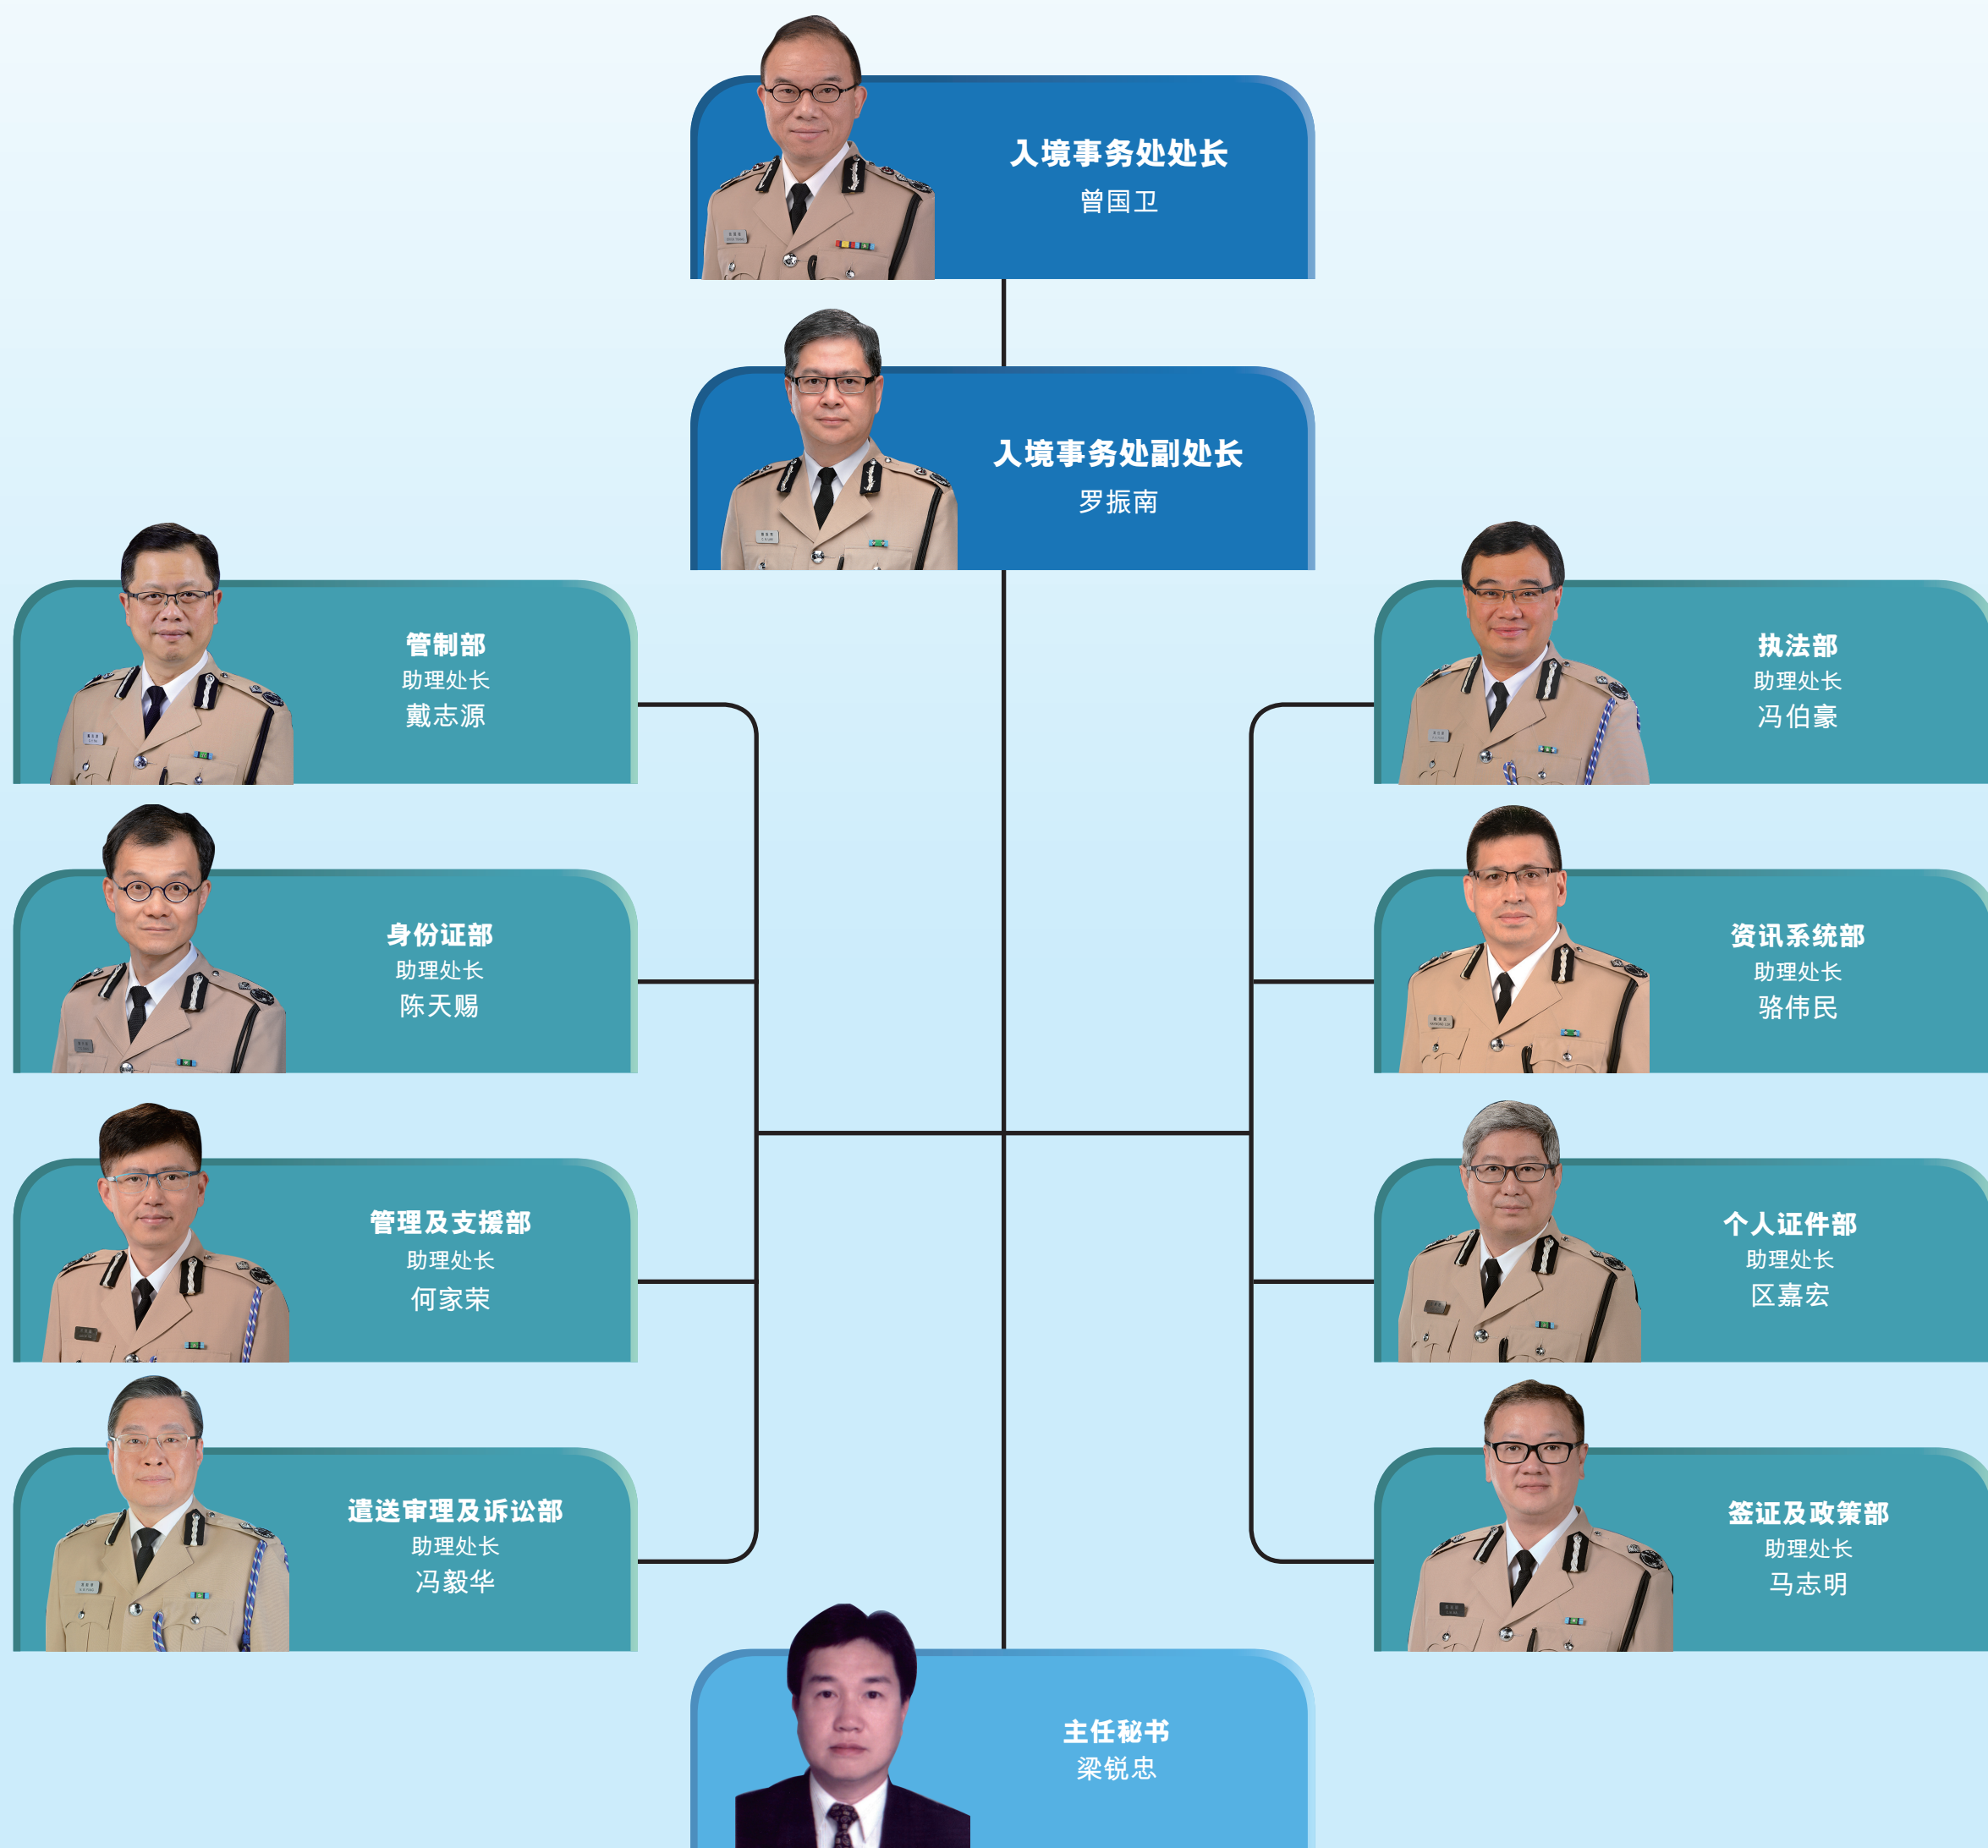 入境事务处处长
曾国卫
入境事务处副处长
罗振南
管制部
助理处长
戴志源
执法部
助理处长
冯伯豪
身份证部
助理处长
陈天赐
资讯系统部
助理处长
骆伟民
管理及支援部
助理处长
何家荣
个人证件部
助理处长
区嘉宏
遣送审理及诉讼部
助理处长
冯毅华
签证及政策部
助理处长
马志明
主任秘书
梁锐忠